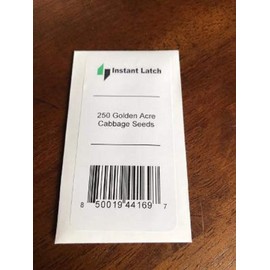 Instant Latch
250 Golden Acre
Cabbage Seeds
8 50019 44169 7